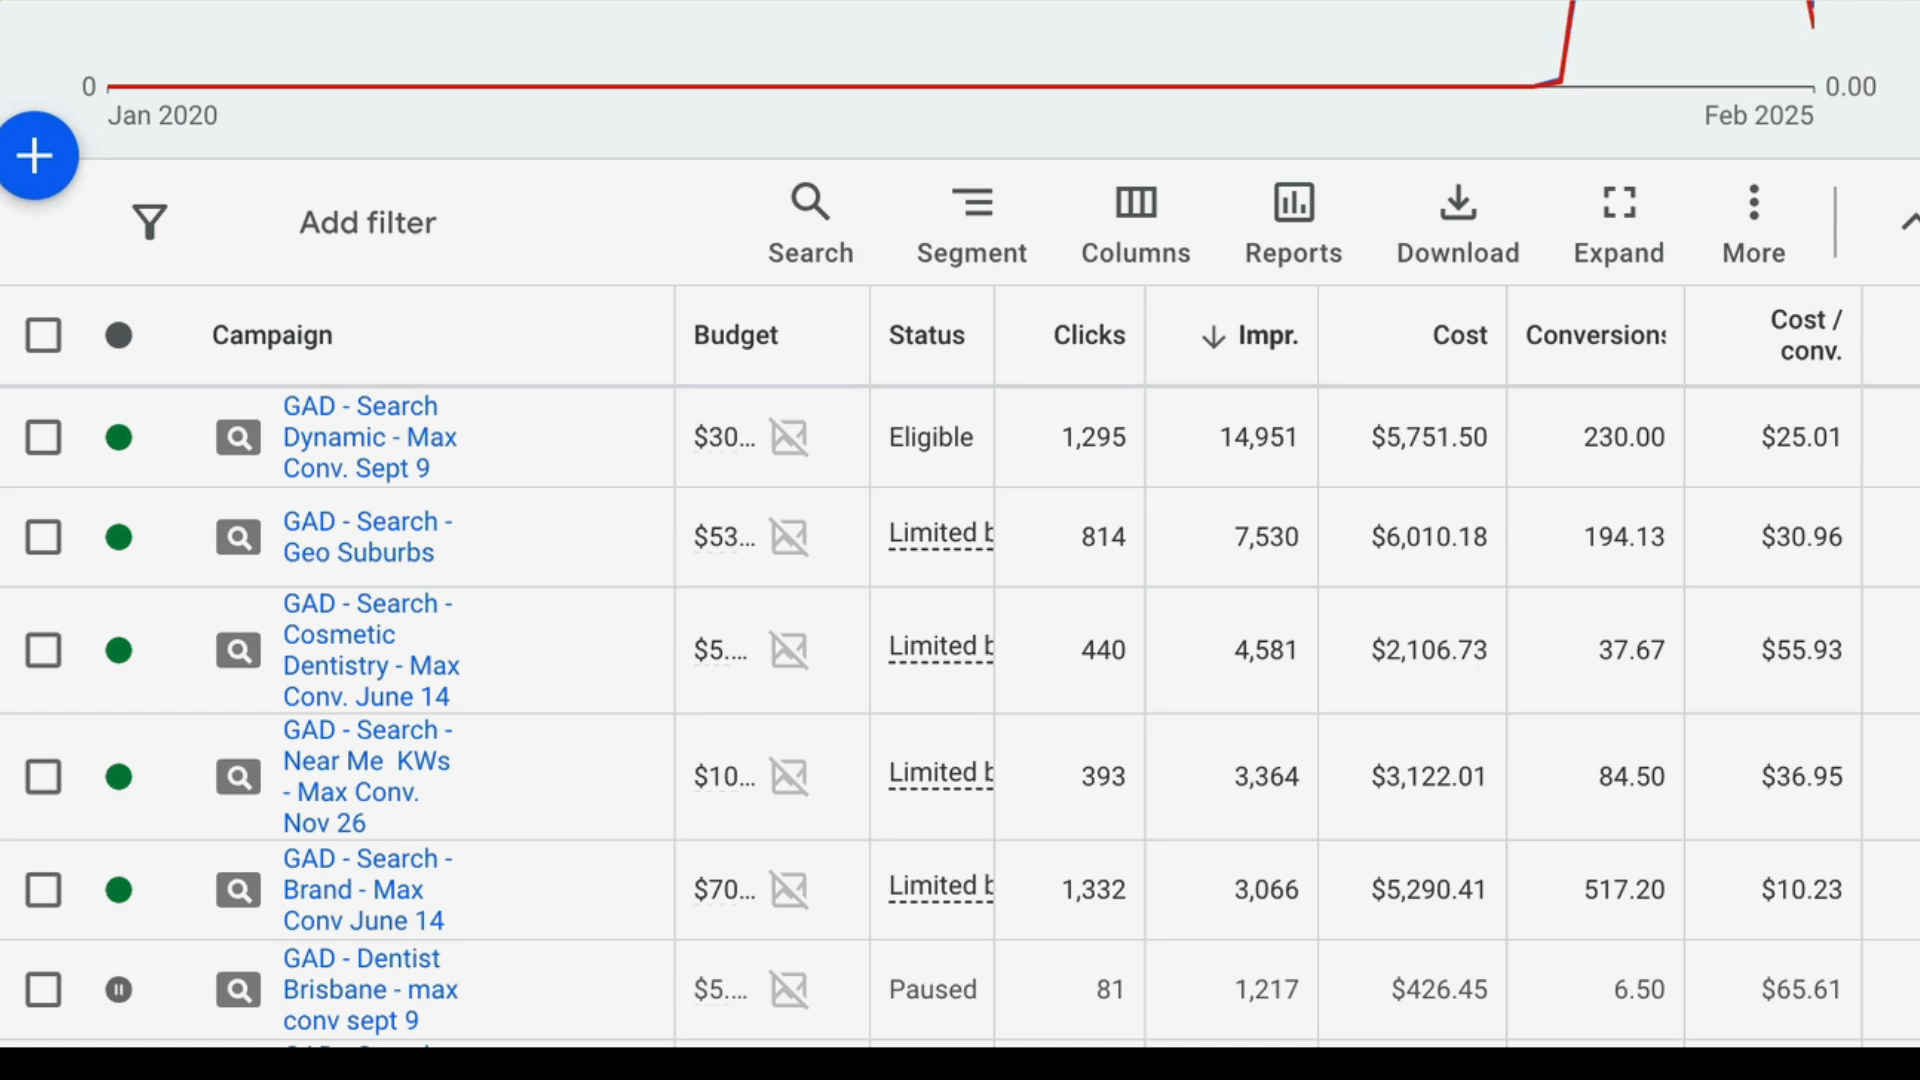 0
0.00
Jan 2020
Feb 2025
Add filter
Search
Segment
Columns
Reports
Download
Expand
More
Campaign
Budget
Status
Clicks
Impr.
Cost
Conversions
Cost /
conv.
GAD - Search
Dynamic - Max
Conv. Sept 9
$30...
Eligible
1,295
14,951
$5,751.50
230.00
$25.01
GAD - Search -
Geo Suburbs
$53...
Limited b
814
7,530
$6,010.18
194.13
$30.96
GAD - Search -
Cosmetic
Dentistry - Max
Conv. June 14
$5....
Limited b
440
4,581
$2,106.73
37.67
$55.93
GAD - Search -
Near Me KWs
- Max Conv.
Nov 26
$10...
Limited b
393
3,364
$3,122.01
84.50
$36.95
GAD - Search -
Brand - Max
Conv June 14
$70...
Limited b
1,332
3,066
$5,290.41
517.20
$10.23
GAD - Dentist
Brisbane - max
conv sept 9
$5....
Paused
81
1,217
$426.45
6.50
$65.61